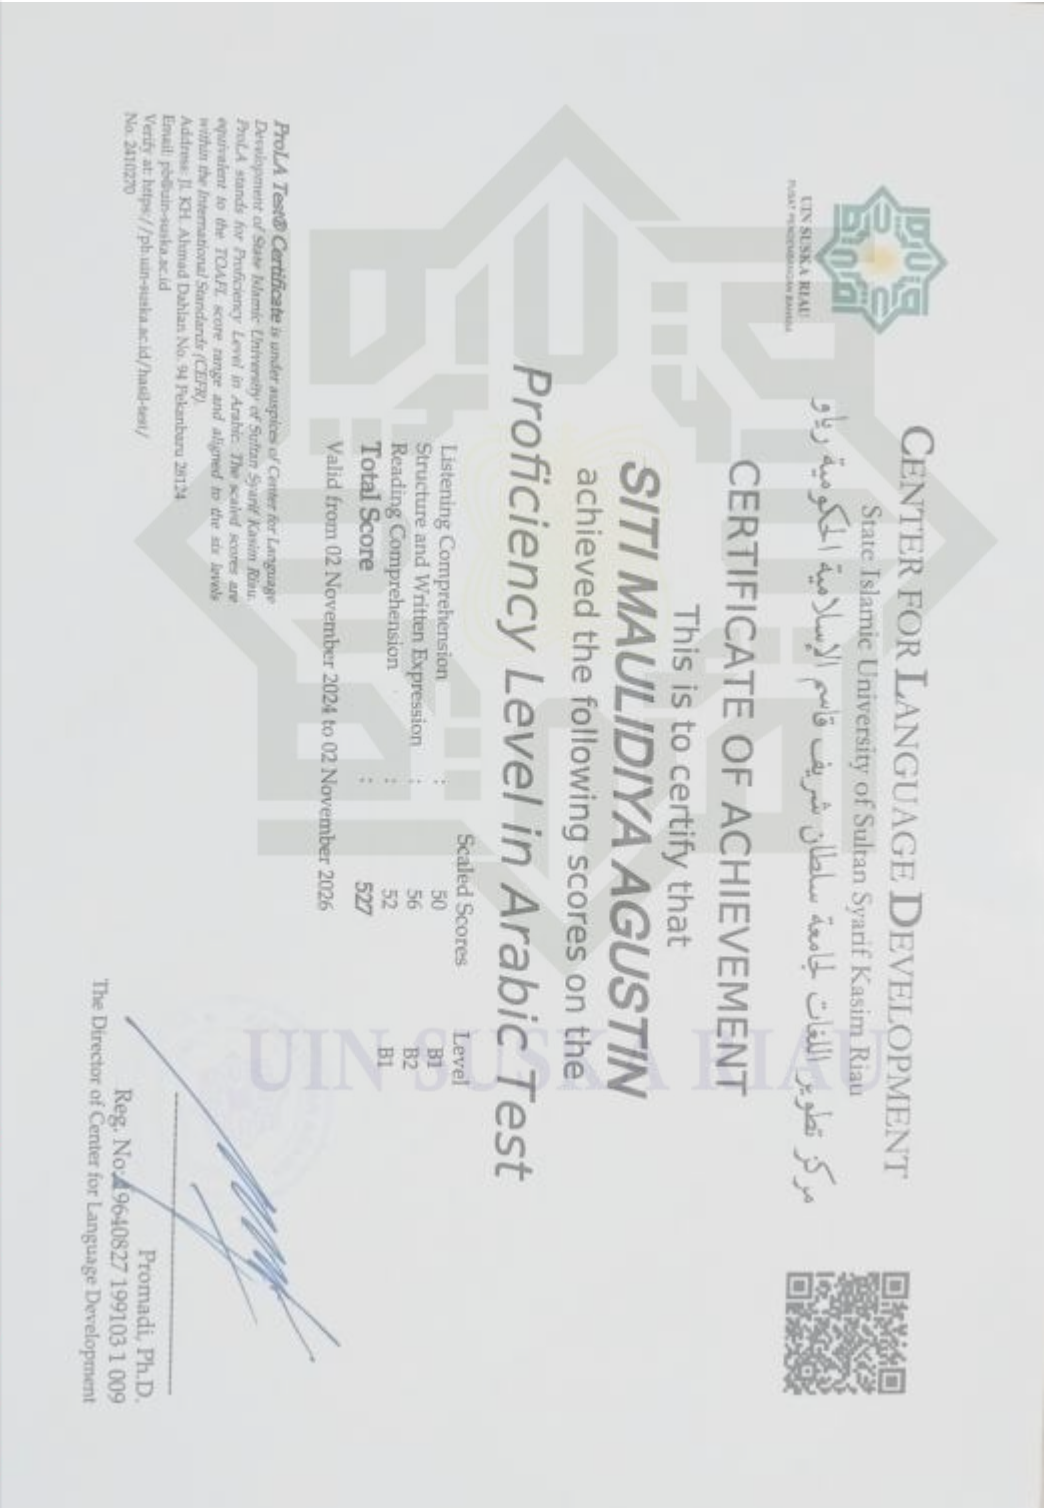 UIN SUSKA RIAU
PUSAT PENGEMBANGAN BAHASA
CENTER FOR LANGUAGE DEVELOPMENT
State Islamic University of Sultan Syarif Kasim Riau
مركز تطوير اللغات لجامعة سلطان شريف قاسم الإسلامية الحكومية رياو
CERTIFICATE OF ACHIEVEMENT
This is to certify that
SITI MAULIDIYA AGUSTIN
achieved the following scores on the
Proficiency Level in Arabic Test
Scaled Scores Level
Listening Comprehension : 50 B1
Structure and Written Expression : 56 B2
Reading Comprehension : 52 B1
Total Score : 527
Valid from 02 November 2024 to 02 November 2026
UIN SUSKA RIAU
ProLA Test® Certificate is under auspices of Center for Language
Development of State Islamic University of Sultan Syarif Kasim Riau.
ProLA stands for Proficiency Level in Arabic. The scaled scores are
equivalent to the TOAFL score range and aligned to the six levels
within the International Standards (CEFR).
Address: Jl. KH. Ahmad Dahlan No. 94 Pekanbaru 28124
Email: pb@uin-suska.ac.id
Verify at: https://pb.uin-suska.ac.id/hasil-test/
No. 2410270
Promadi, Ph.D.
Reg. No: 19640827 199103 1 009
The Director of Center for Language Development